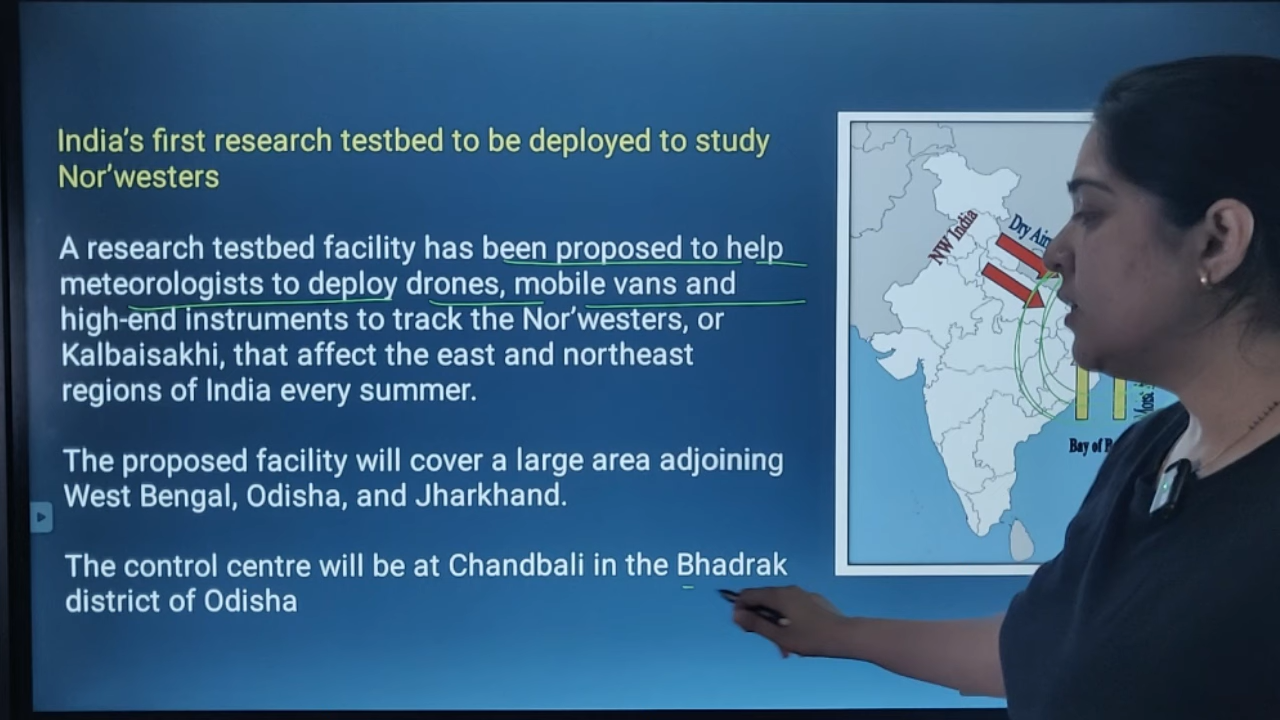 India's first research testbed to be deployed to study
Nor'westers
A research testbed facility has been proposed to help
meteorologists to deploy drones, mobile vans and
high-end instruments to track the Nor'westers, or
Kalbaisakhi, that affect the east and northeast
regions of India every summer.
The proposed facility will cover a large area adjoining
West Bengal, Odisha, and Jharkhand.
The control centre will be at Chandbali in the Bhadrak
district of Odisha
NW India
Dry Air
Bay of